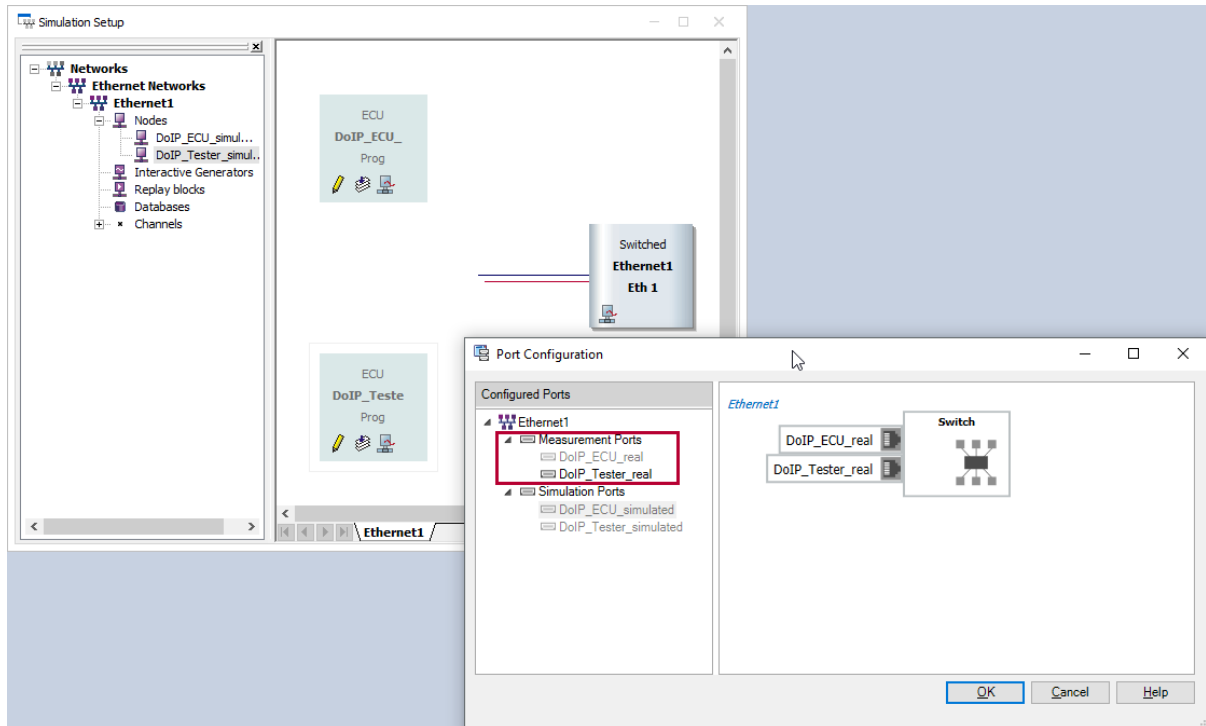 Simulation Setup
Networks
Ethernet Networks
Ethernet1
Nodes
DoIP_ECU_simul...
DoIP_Tester_simul..
Interactive Generators
Replay blocks
Databases
Channels
ECU
DoIP_ECU_
Prog
Switched
Ethernet1
Eth 1
ECU
DoIP_Teste
Prog
Ethernet1
Port Configuration
Configured Ports
Ethernet1
Measurement Ports
DoIP_ECU_real
DoIP_Tester_real
Simulation Ports
DoIP_ECU_simulated
DoIP_Tester_simulated
Ethernet1
Switch
DoIP_ECU_real
DoIP_Tester_real
OK
Cancel
Help